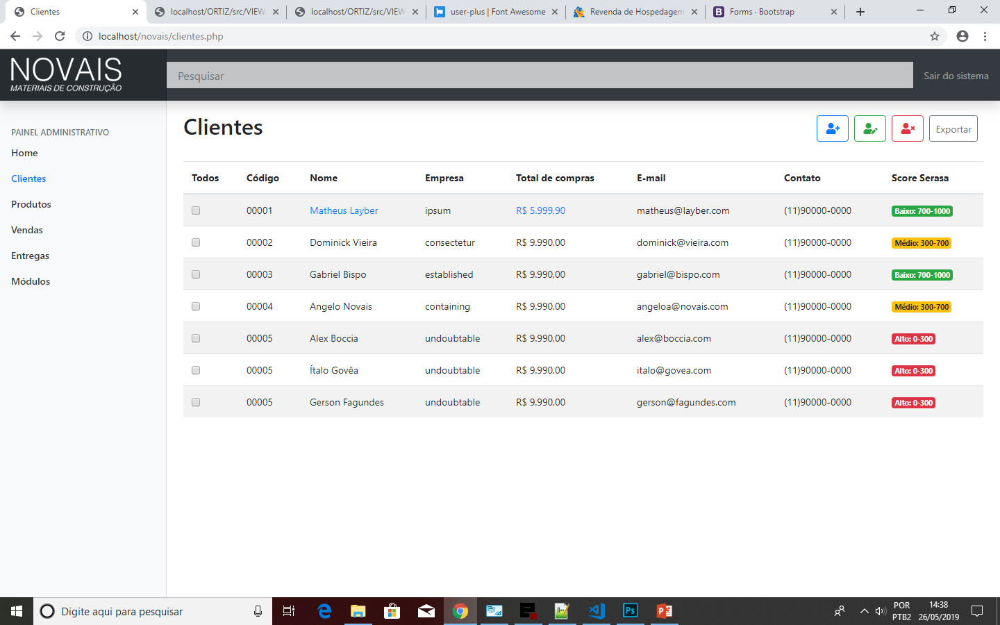 Clientes
localhost/ORTIZ/src/VIEW
localhost/ORTIZ/src/VIEW
user-plus | Font Awesome
Revenda de Hospedagem
Forms · Bootstrap
localhost/novais/clientes.php
NOVAIS
MATERIAIS DE CONSTRUÇÃO
Pesquisar
Sair do sistema
PAINEL ADMINISTRATIVO
Home
Clientes
Produtos
Vendas
Entregas
Módulos
Clientes
Exportar
Todos Código Nome Empresa Total de compras E-mail Contato Score Serasa
00001 Matheus Layber ipsum R$ 5.999,90 matheus@layber.com (11)90000-0000 Baixo: 700-1000
00002 Dominick Vieira consectetur R$ 9.990,00 dominick@vieira.com (11)90000-0000 Médio: 300-700
00003 Gabriel Bispo established R$ 9.990,00 gabriel@bispo.com (11)90000-0000 Baixo: 700-1000
00004 Angelo Novais containing R$ 9.990,00 angeloa@novais.com (11)90000-0000 Médio: 300-700
00005 Alex Boccia undoubtable R$ 9.990,00 alex@boccia.com (11)90000-0000 Alto: 0-300
00005 Ítalo Govêa undoubtable R$ 9.990,00 italo@govea.com (11)90000-0000 Alto: 0-300
00005 Gerson Fagundes undoubtable R$ 9.990,00 gerson@fagundes.com (11)90000-0000 Alto: 0-300
Digite aqui para pesquisar
POR
PTB2
14:38
26/05/2019